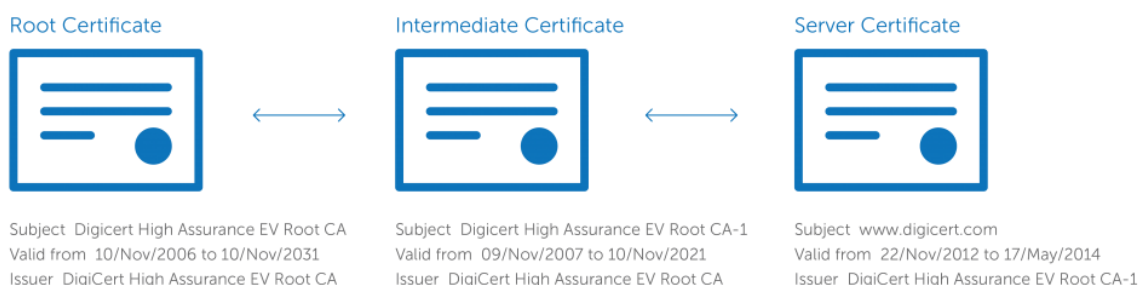 Root Certificate
Intermediate Certificate
Server Certificate
Subject Digicert High Assurance EV Root CA
Valid from 10/Nov/2006 to 10/Nov/2031
Issuer DigiCert High Assurance EV Root CA
Subject Digicert High Assurance EV Root CA-1
Valid from 09/Nov/2007 to 10/Nov/2021
Issuer DigiCert High Assurance EV Root CA
Subject www.digicert.com
Valid from 22/Nov/2012 to 17/May/2014
Issuer DigiCert High Assurance EV Root CA-1